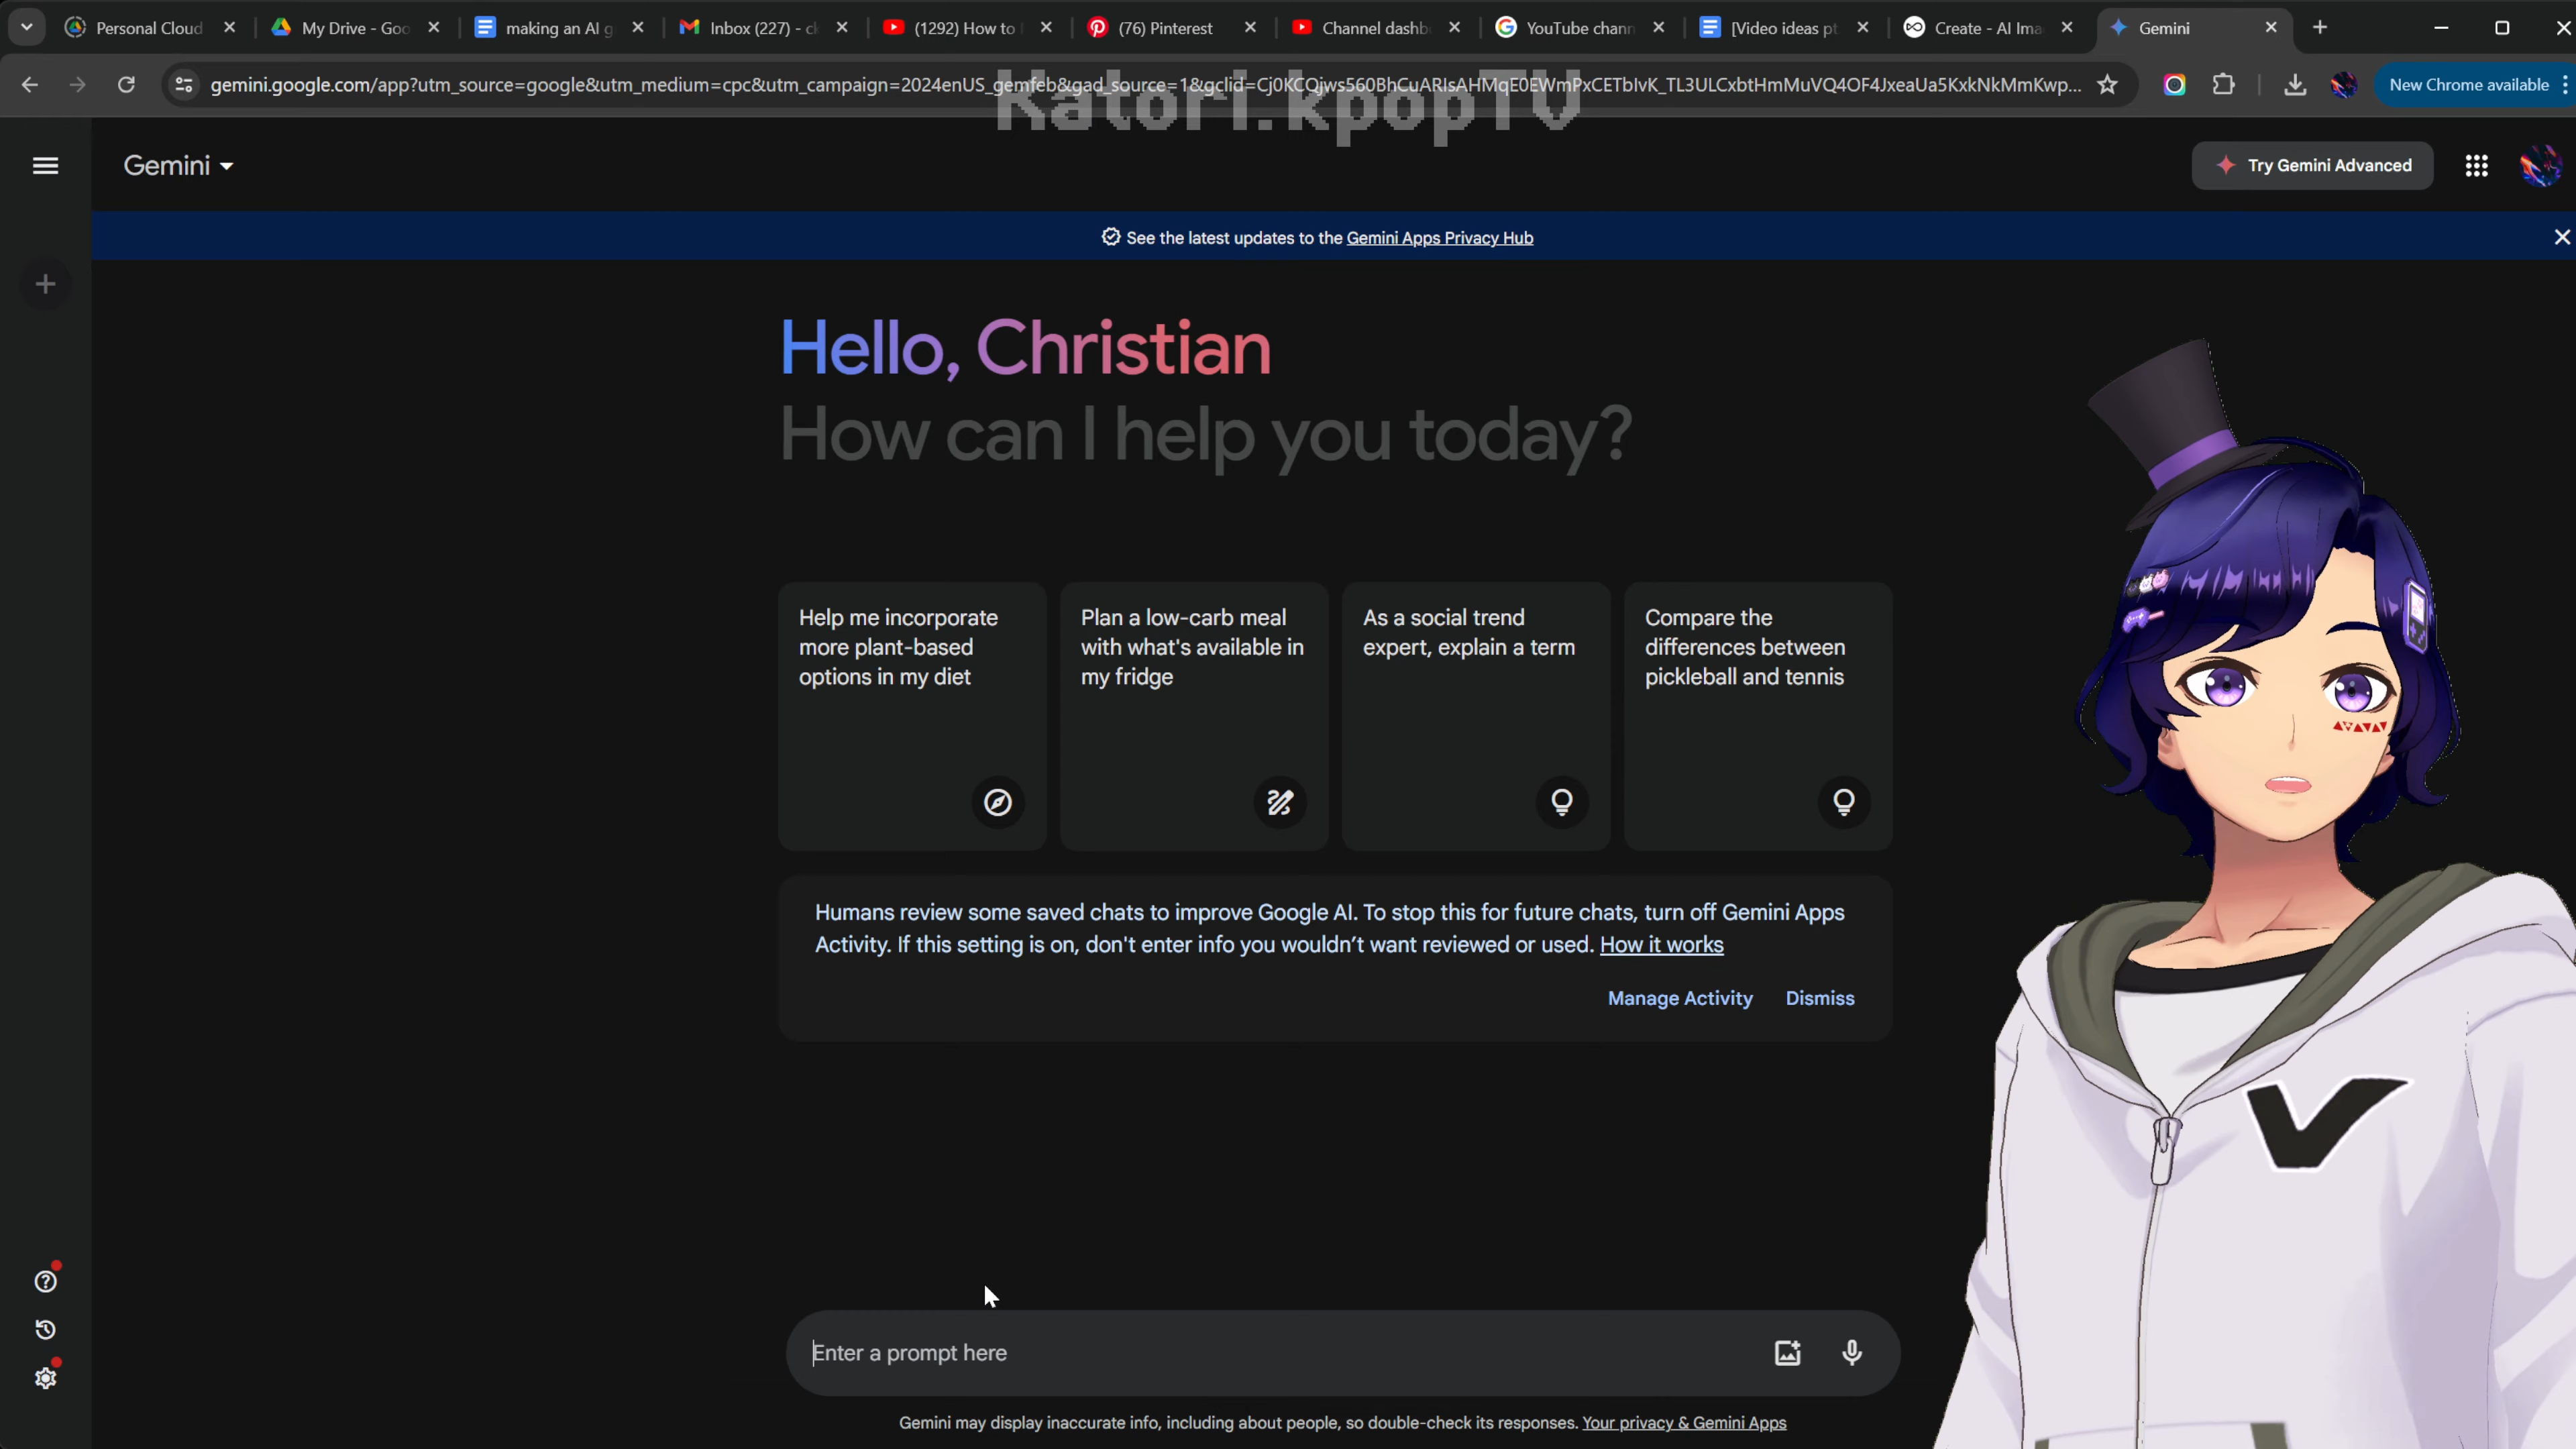 Personal Cloud
My Drive - Goo
making an AI g
Inbox (227) - c
(1292) How to
(76) Pinterest
Channel dashb
YouTube chann
[Video ideas pt
Create - AI Ima
Gemini
gemini.google.com/app?utm_source=google&utm_medium=cpc&utm_campaign=2024enUS_gemfeb&gad_source=1&gclid=Cj0KCQjws560BhCuARIsAHMqE0EWmPxCETbIvK_TL3ULCxbtHmMuVQ4OF4JxeaUa5KxkNkMmKwp...
New Chrome available
Katori.kpopTV
Gemini
Try Gemini Advanced
See the latest updates to the Gemini Apps Privacy Hub
Hello, Christian
How can I help you today?
Help me incorporate
more plant-based
options in my diet
Plan a low-carb meal
with what's available in
my fridge
As a social trend
expert, explain a term
Compare the
differences between
pickleball and tennis
Humans review some saved chats to improve Google AI. To stop this for future chats, turn off Gemini Apps
Activity. If this setting is on, don't enter info you wouldn't want reviewed or used. How it works
Manage Activity
Dismiss
Enter a prompt here
Gemini may display inaccurate info, including about people, so double-check its responses. Your privacy & Gemini Apps